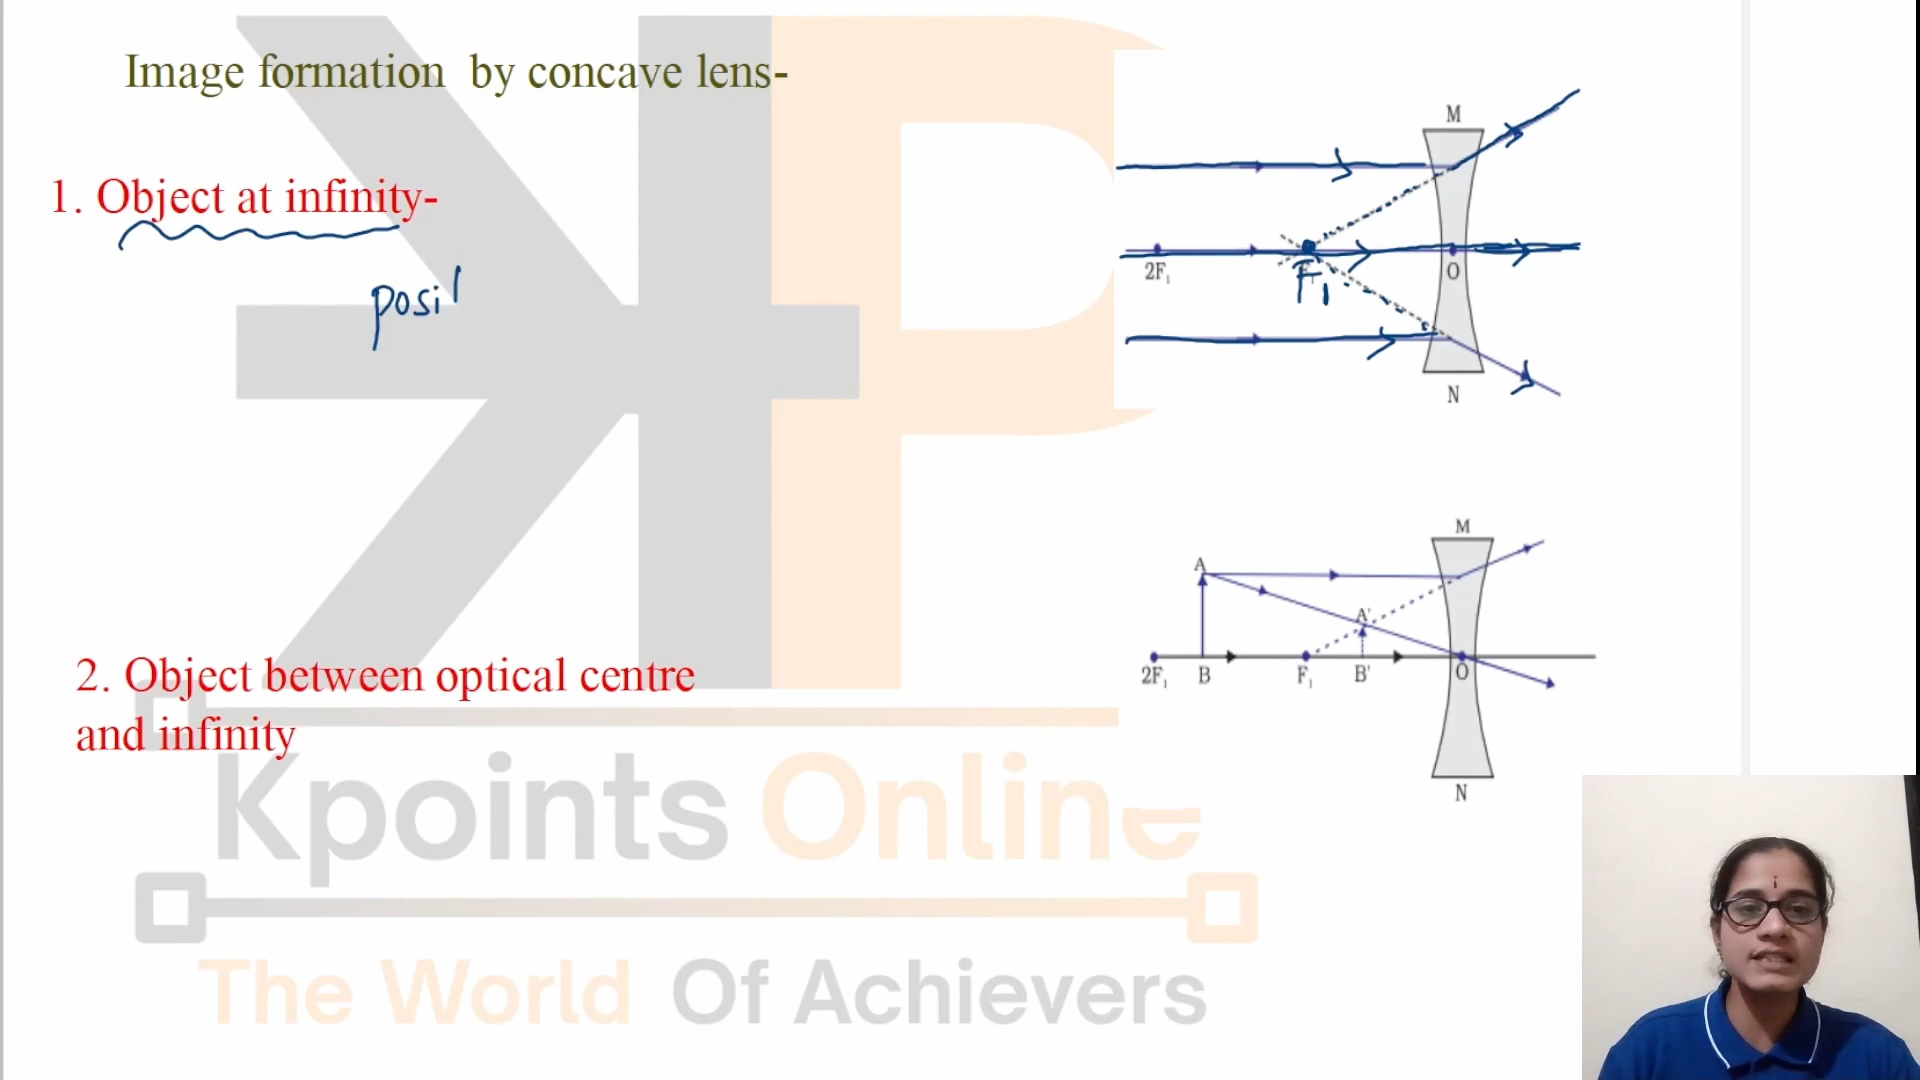 Image formation by concave lens-
1. Object at infinity-
posi
M
2F₁
F₁
O
N
2. Object between optical centre
and infinity
M
A
A'
2F₁
B
F₁
B'
O
N
Kpoints Online
The World Of Achievers